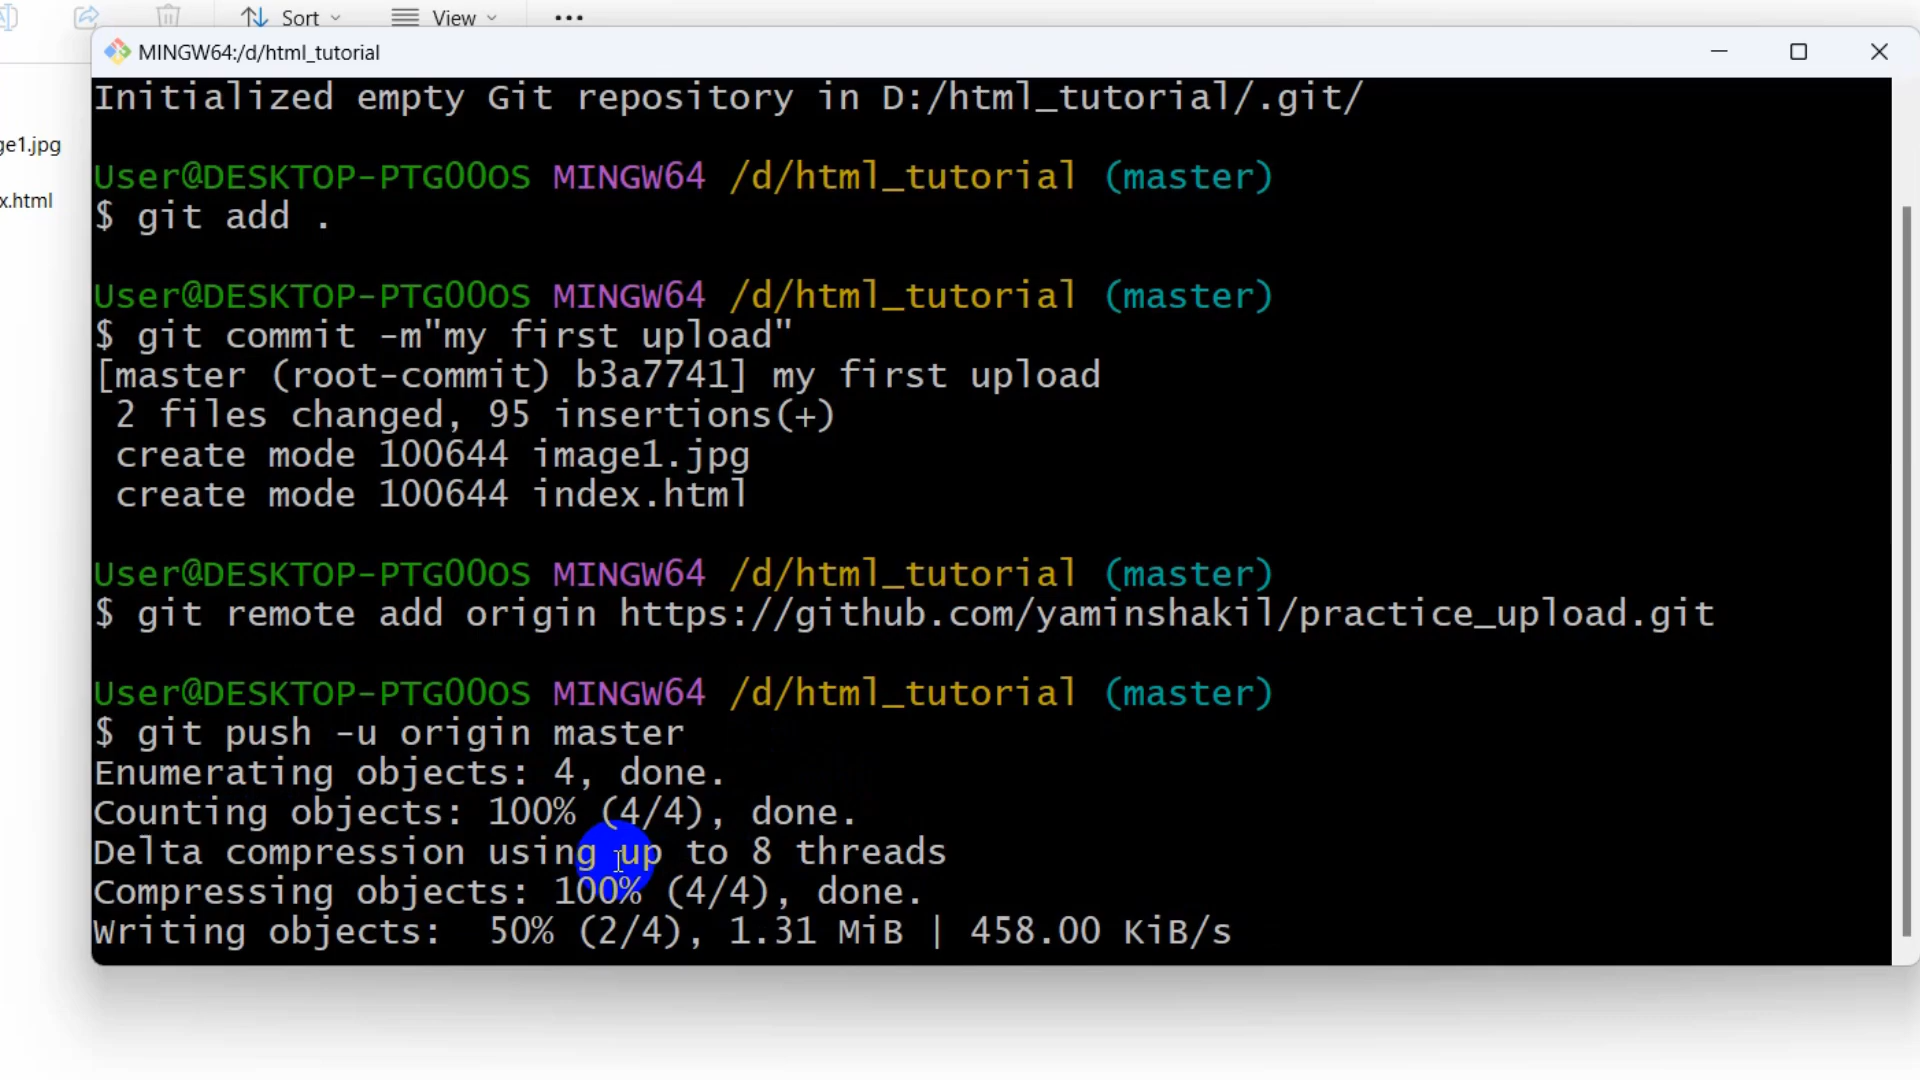 Sort
View
MINGW64:/d/html_tutorial
Initialized empty Git repository in D:/html_tutorial/.git/
ge1.jpg
User@DESKTOP-PTG00OS MINGW64 /d/html_tutorial (master)
x.html
$ git add .
User@DESKTOP-PTG00OS MINGW64 /d/html_tutorial (master)
$ git commit -m"my first upload"
[master (root-commit) b3a7741] my first upload
2 files changed, 95 insertions(+)
create mode 100644 image1.jpg
create mode 100644 index.html
User@DESKTOP-PTG00OS MINGW64 /d/html_tutorial (master)
$ git remote add origin https://github.com/yaminshakil/practice_upload.git
User@DESKTOP-PTG00OS MINGW64 /d/html_tutorial (master)
$ git push -u origin master
Enumerating objects: 4, done.
Counting objects: 100% (4/4), done.
Delta compression using up to 8 threads
Compressing objects: 100% (4/4), done.
Writing objects:  50% (2/4), 1.31 MiB | 458.00 KiB/s